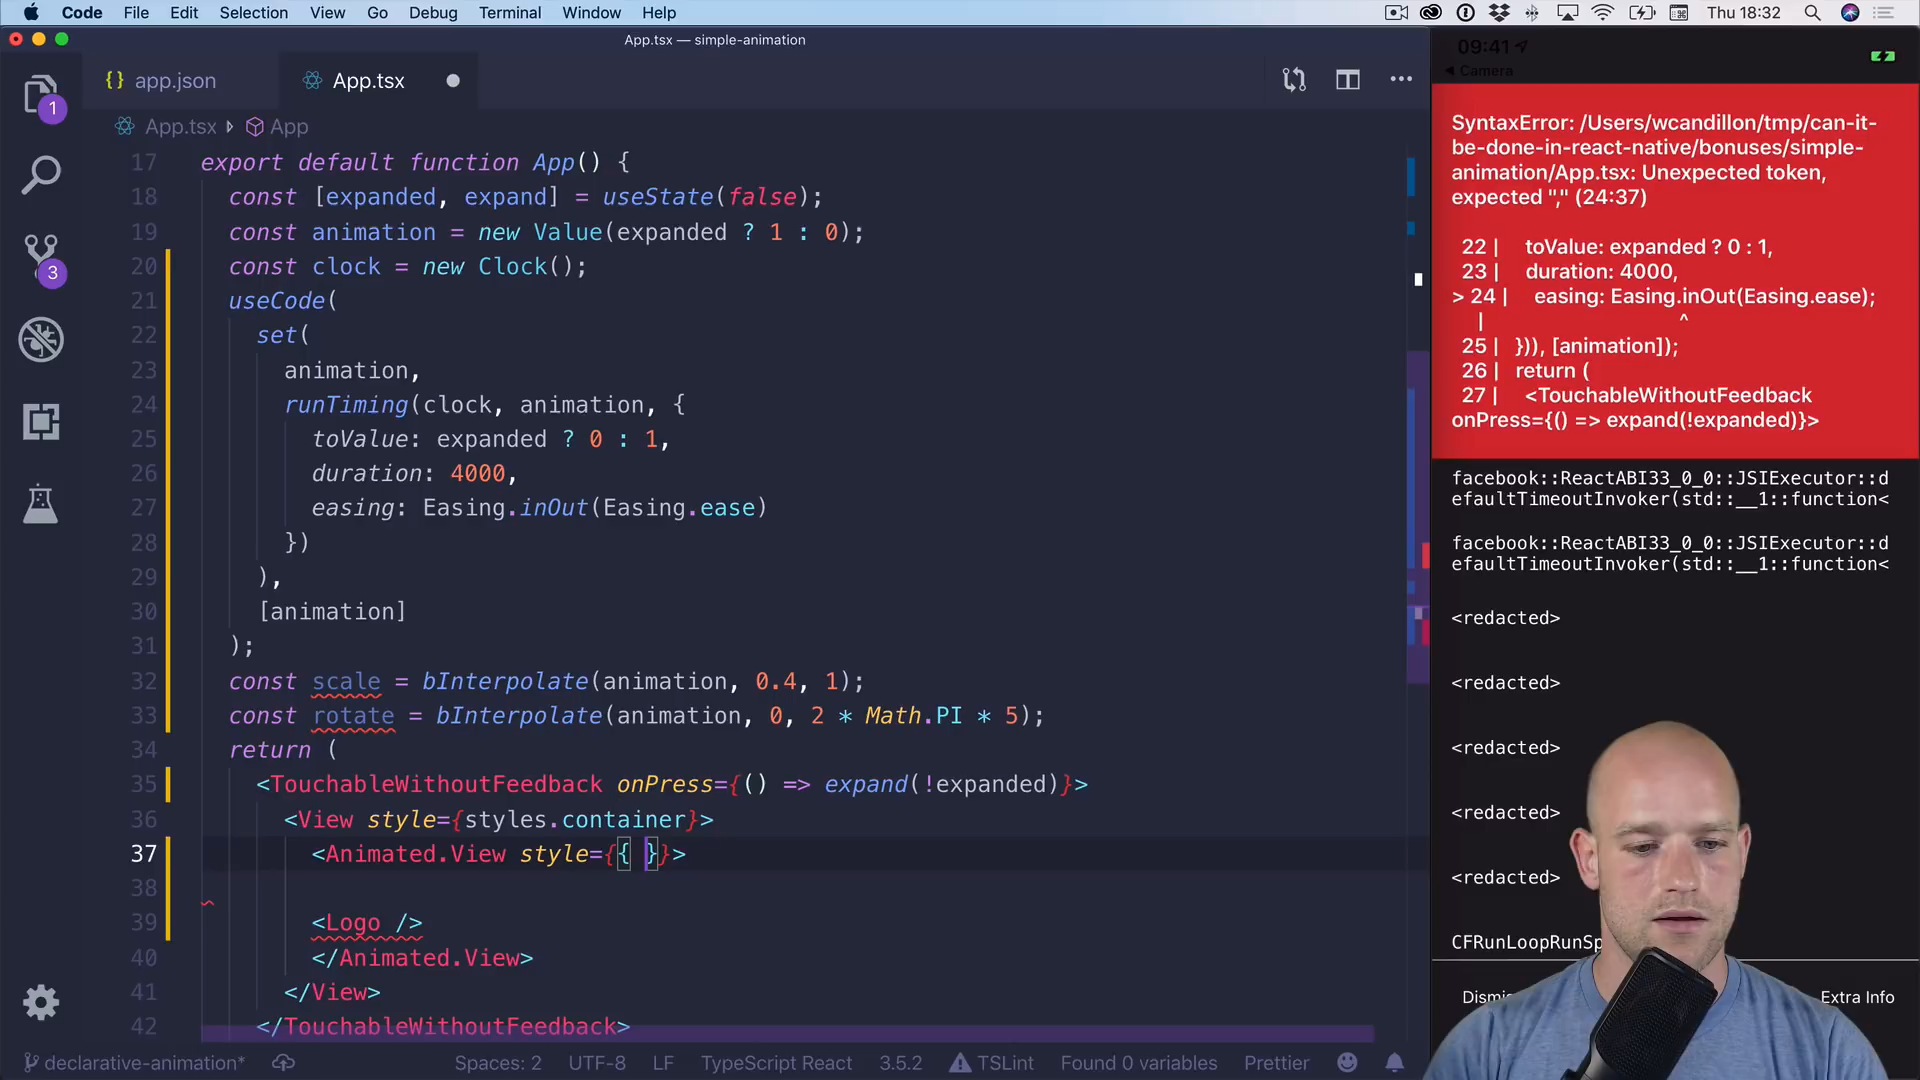 Code File Edit Selection View Go Debug Terminal Window Help Thu 18:32
App.tsx — simple-animation
{} app.json App.tsx
App.tsx App
1
3
17 export default function App() {
18 const [expanded, expand] = useState(false);
19 const animation = new Value(expanded ? 1 : 0);
20 const clock = new Clock();
21 useCode(
22 set(
23 animation,
24 runTiming(clock, animation, {
25 toValue: expanded ? 0 : 1,
26 duration: 4000,
27 easing: Easing.inOut(Easing.ease)
28 })
29 ),
30 [animation]
31 );
32 const scale = bInterpolate(animation, 0.4, 1);
33 const rotate = bInterpolate(animation, 0, 2 * Math.PI * 5);
34 return (
35 <TouchableWithoutFeedback onPress={() => expand(!expanded)}>
36 <View style={styles.container}>
37 <Animated.View style={{ }}>
38
39 <Logo />
40 </Animated.View>
41 </View>
42 </TouchableWithoutFeedback>
declarative-animation* Spaces: 2 UTF-8 LF TypeScript React 3.5.2 TSLint Found 0 variables Prettier
09:41
Camera
SyntaxError: /Users/wcandillon/tmp/can-it-
be-done-in-react-native/bonuses/simple-
animation/App.tsx: Unexpected token,
expected "," (24:37)
22 | toValue: expanded ? 0 : 1,
23 | duration: 4000,
> 24 | easing: Easing.inOut(Easing.ease);
| ^
25 | })), [animation]);
26 | return (
27 | <TouchableWithoutFeedback
onPress={() => expand(!expanded)}>
facebook::ReactABI33_0_0::JSIExecutor::d
efaultTimeoutInvoker(std::__1::function<
facebook::ReactABI33_0_0::JSIExecutor::d
efaultTimeoutInvoker(std::__1::function<
<redacted>
<redacted>
<redacted>
<redacted>
<redacted>
CFRunLoopRunSp
Extra Info